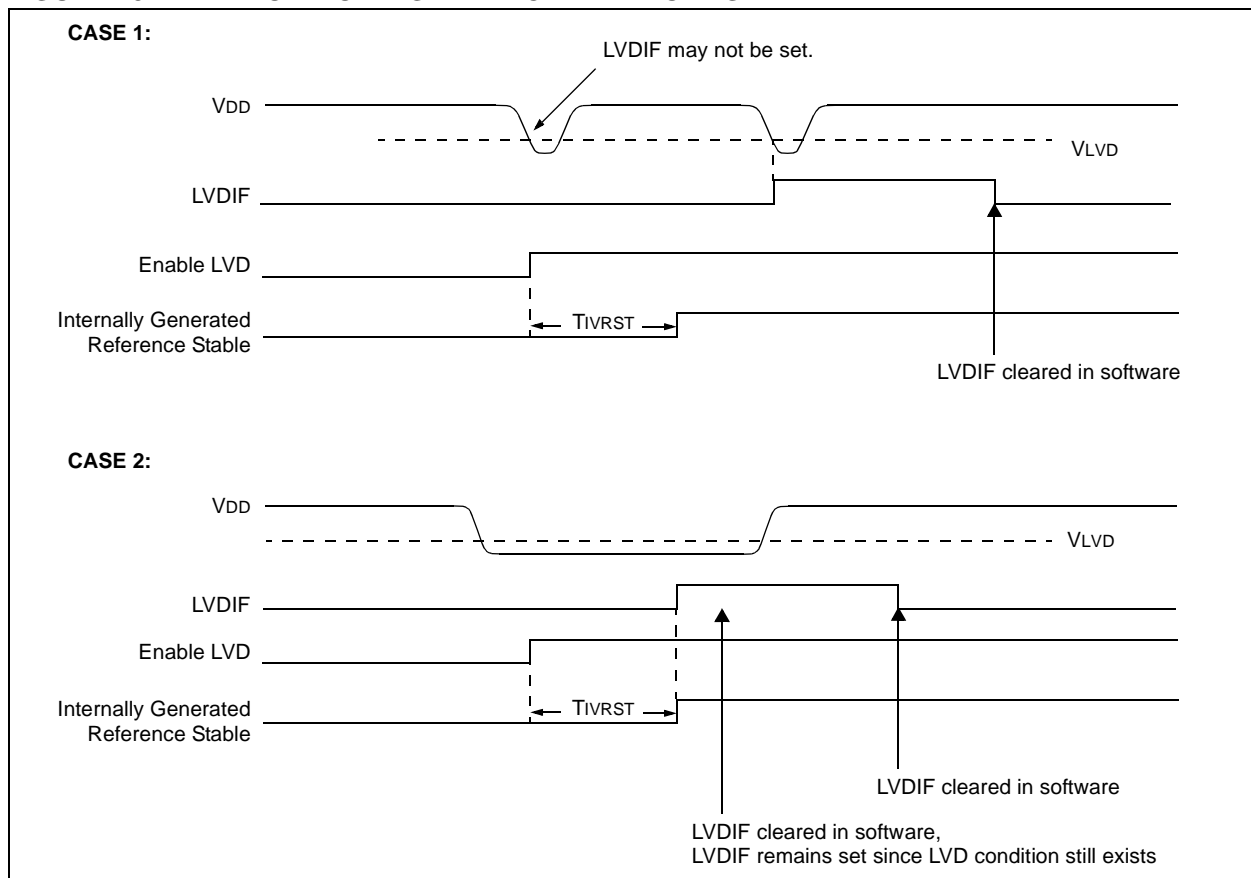 CASE 1:
LVDIF may not be set.
VDD
VLVD
LVDIF
Enable LVD
Internally Generated
Reference Stable
TIVRST
LVDIF cleared in software
CASE 2:
VDD
VLVD
LVDIF
Enable LVD
Internally Generated
Reference Stable
TIVRST
LVDIF cleared in software
LVDIF cleared in software,
LVDIF remains set since LVD condition still exists